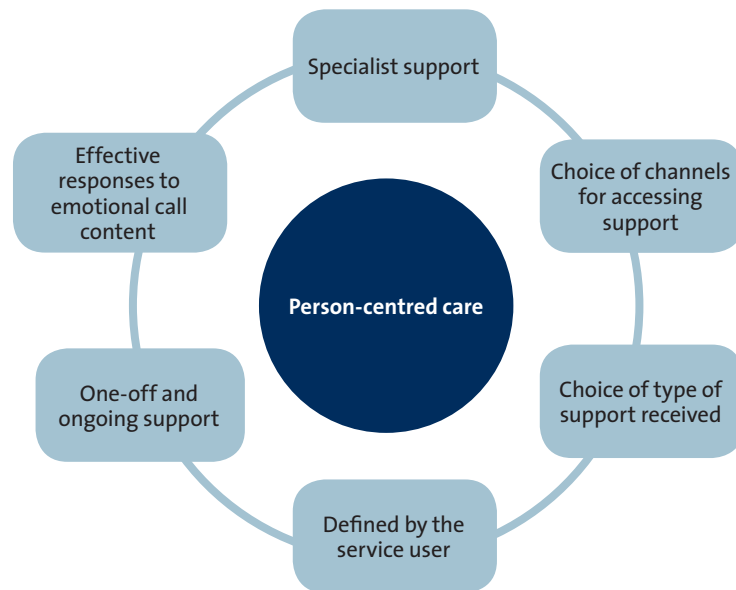 Specialist support
Choice of channels
for accessing
support
Choice of type of
support received
Defined by the
service user
One-off and
ongoing support
Effective
responses to
emotional call
content
Person-centred care